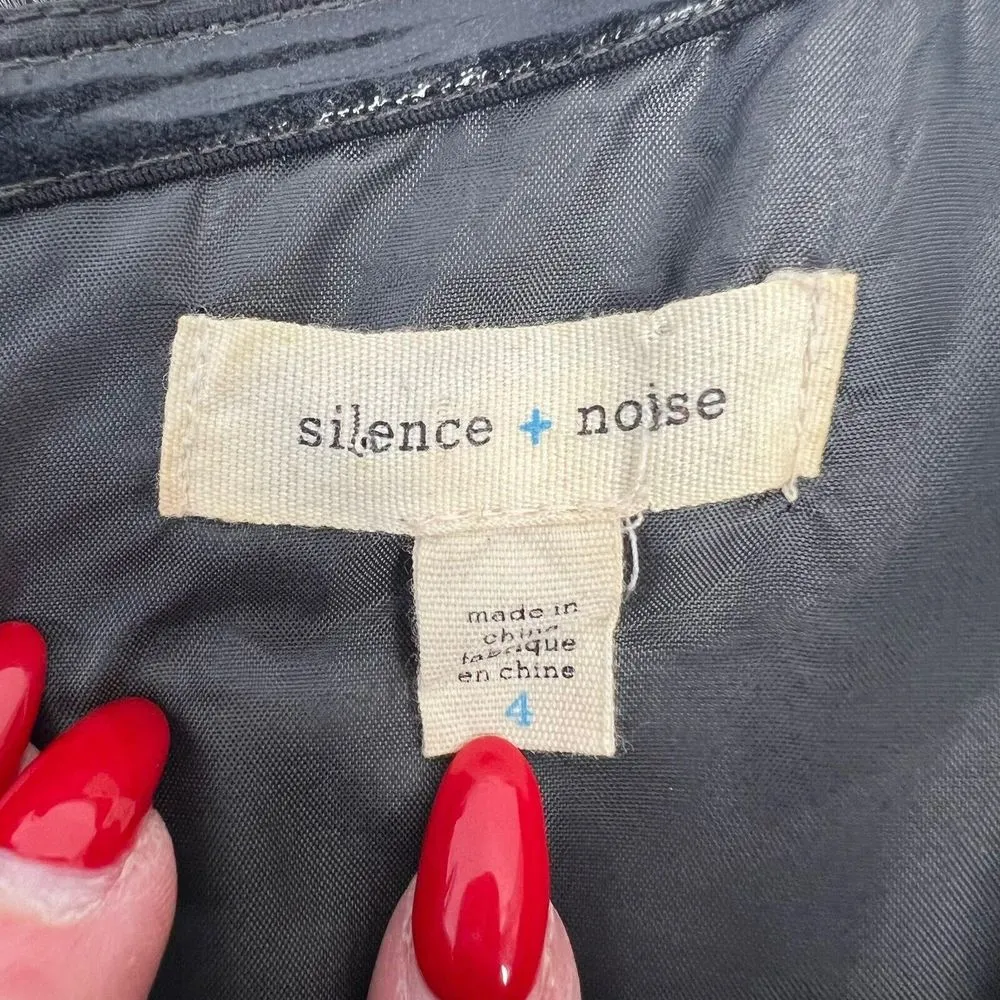 silence + noise
made in
china
fabrique
en chine
4